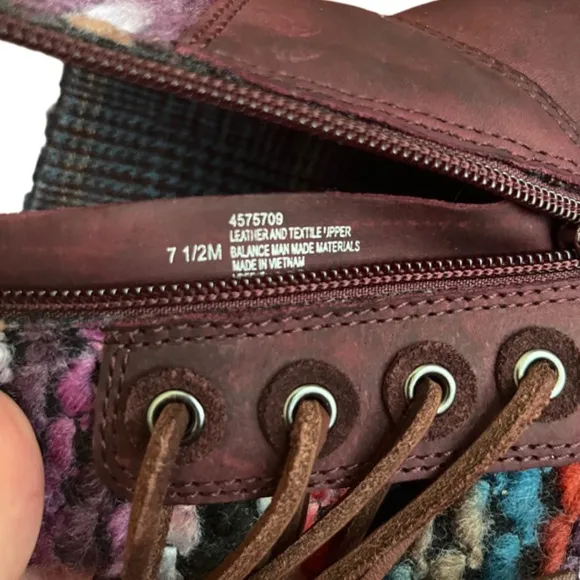 4575709
LEATHER AND TEXTILE UPPER
7 1/2M BALANCE MAN MADE MATERIALS
MADE IN VIETNAM